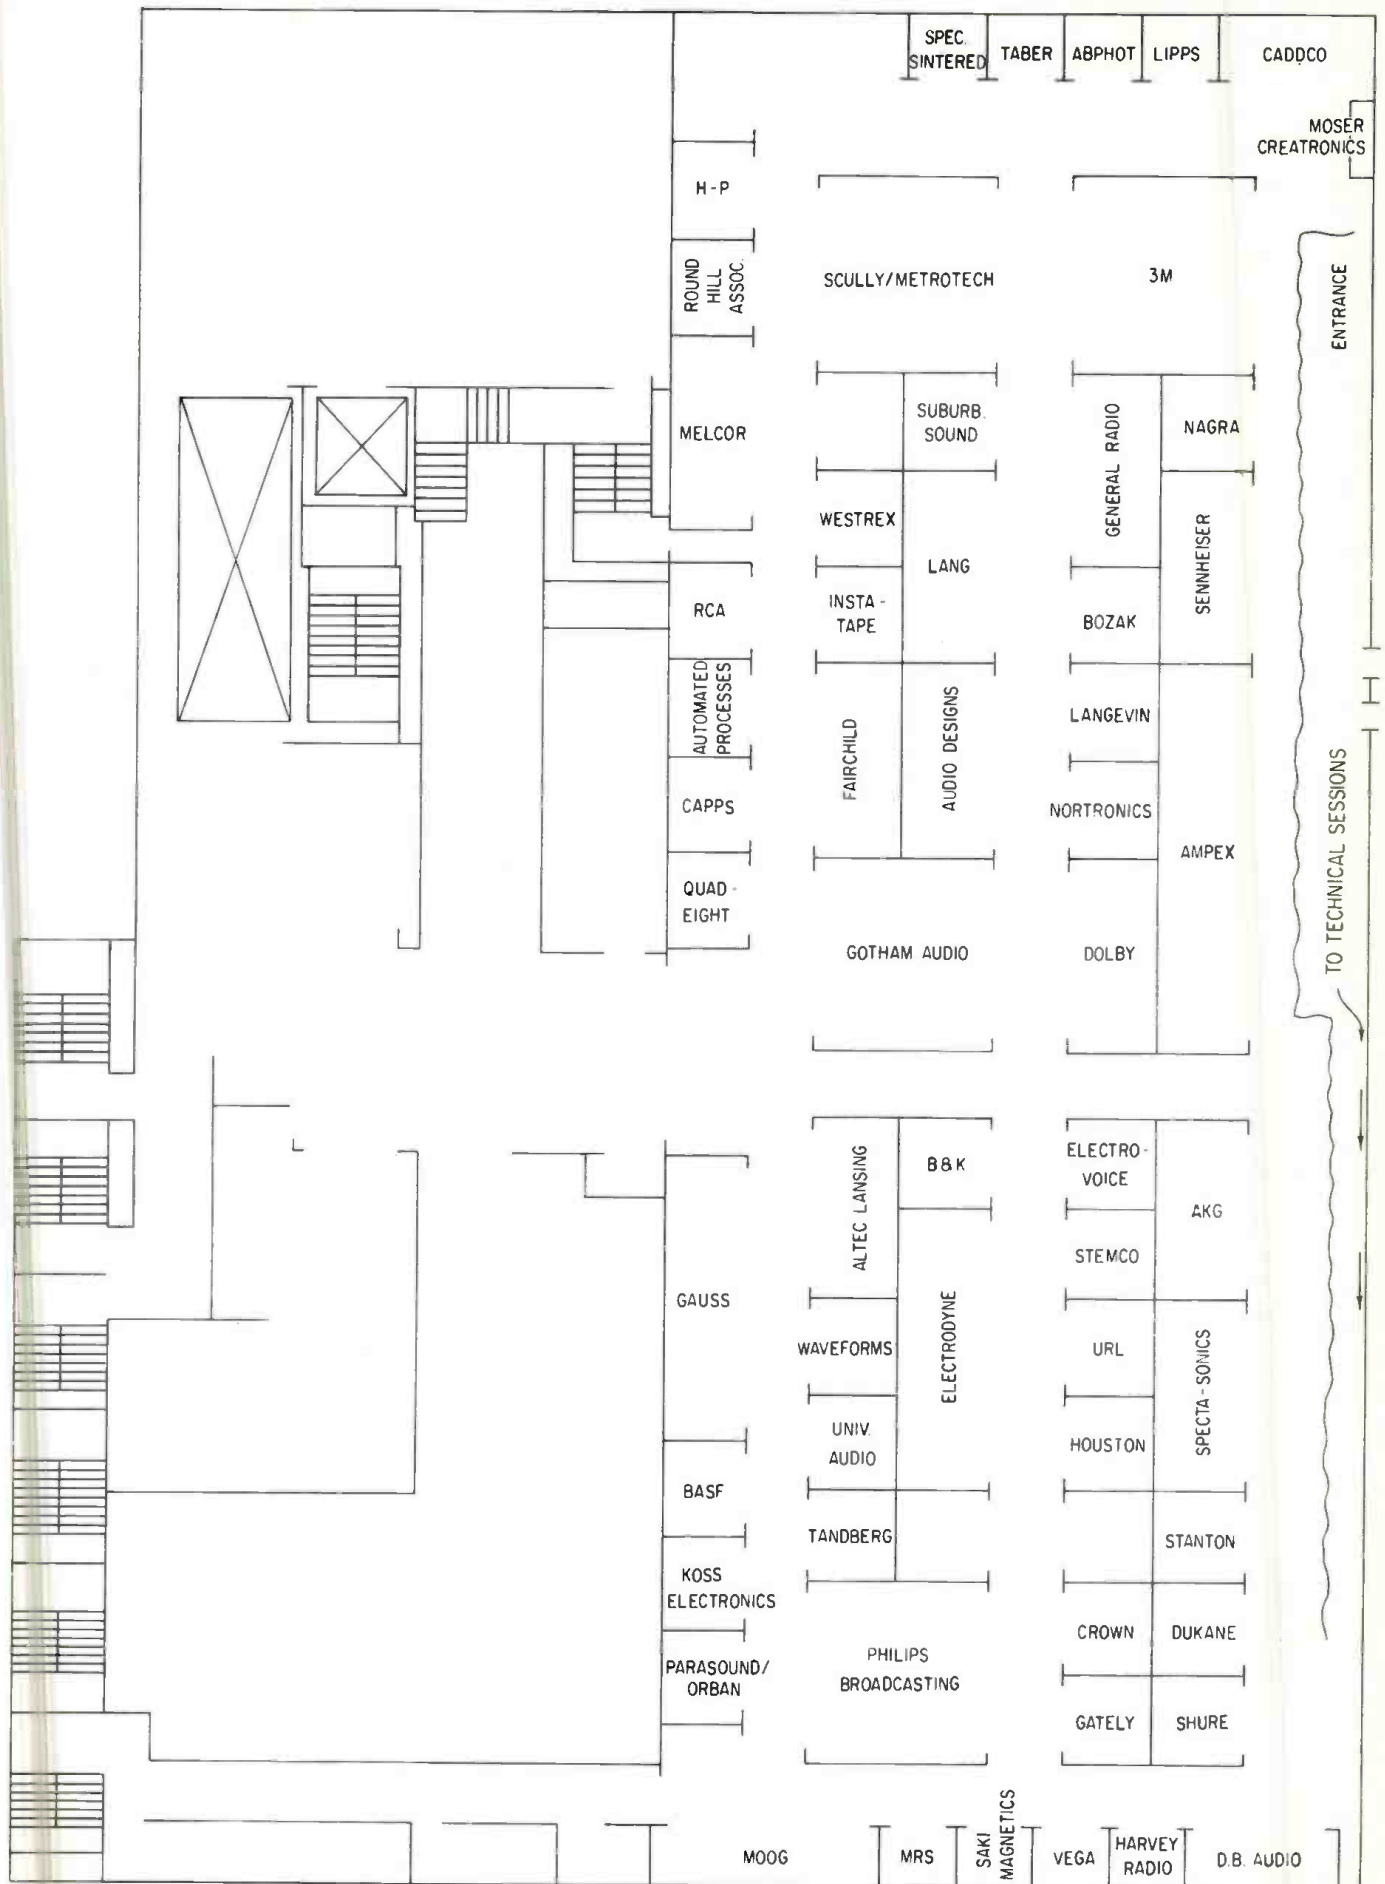 SPEC.
SINTERED
TABER
ABPHOT
LIPPS
CADDCO
MOSER
CREATRONICS
H-P
ROUND
HILL
ASSOC.
SCULLY/METROTECH
3M
ENTRANCE
MELCOR
SUBURB.
SOUND
GENERAL RADIO
NAGRA
WESTREX
LANG
SENNHEISER
RCA
INSTA-
TAPE
BOZAK
AUTOMATED
PROCESSES
FAIRCHILD
AUDIO DESIGNS
LANGEVIN
CAPPS
NORTRONICS
AMPEX
TO TECHNICAL SESSIONS
QUAD-
EIGHT
GOTHAM AUDIO
DOLBY
ALTEC LANSING
B&K
ELECTRO-
VOICE
AKG
STEMCO
GAUSS
WAVEFORMS
ELECTRODYNE
URL
SPECTA-SONICS
UNIV.
AUDIO
HOUSTON
BASF
TANDBERG
STANTON
KOSS
ELECTRONICS
CROWN
DUKANE
PARASOUND/
ORBAN
PHILIPS
BROADCASTING
GATELY
SHURE
MOOG
MRS
SAKI
MAGNETICS
VEGA
HARVEY
RADIO
D.B. AUDIO